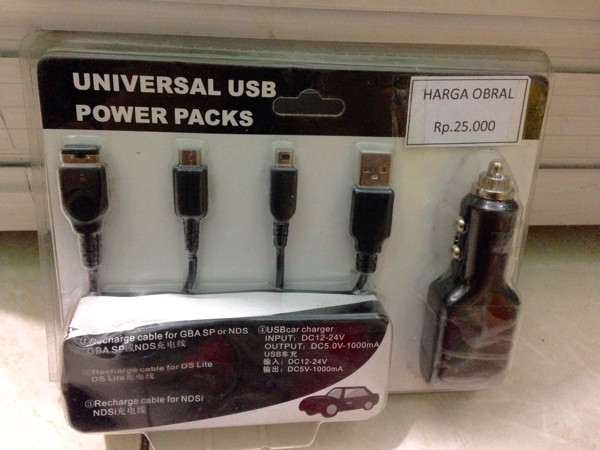 UNIVERSAL USB
POWER PACKS
HARGA OBRAL
Rp.25.000
①Recharge cable for GBA SP or NDS
GBA SP或NDS充电线
②Recharge cable for DS Lite
DS Lite充电线
③Recharge cable for NDSi
NDSi充电线
④USBcar charger
INPUT: DC12-24V
OUTPUT: DC5.0V-1000mA
USB车充
输入: DC12-24V
输出: DC5V-1000mA